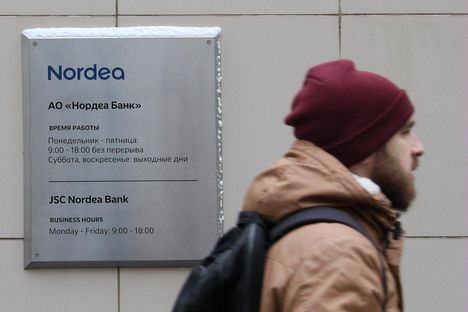 Nordea
АО «Нордеа Банк»
ВРЕМЯ РАБОТЫ
Понедельник - пятница:
9:00 - 18:00 без перерыва
Суббота, воскресенье: выходные дни
JSC Nordea Bank
BUSINESS HOURS
Monday - Friday: 9:00 - 18:00